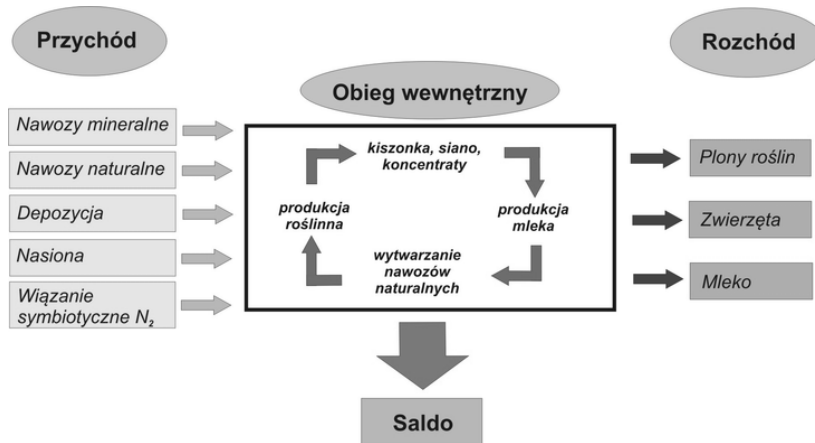 Przychód
Rozchód
Obieg wewnętrzny
Nawozy mineralne
Nawozy naturalne
Depozycja
Nasiona
Wiązanie
symbiotyczne N₂
kiszonka, siano,
koncentraty
produkcja
roślinna
produkcja
mleka
wytwarzanie
nawozów
naturalnych
Plony roślin
Zwierzęta
Mleko
Saldo